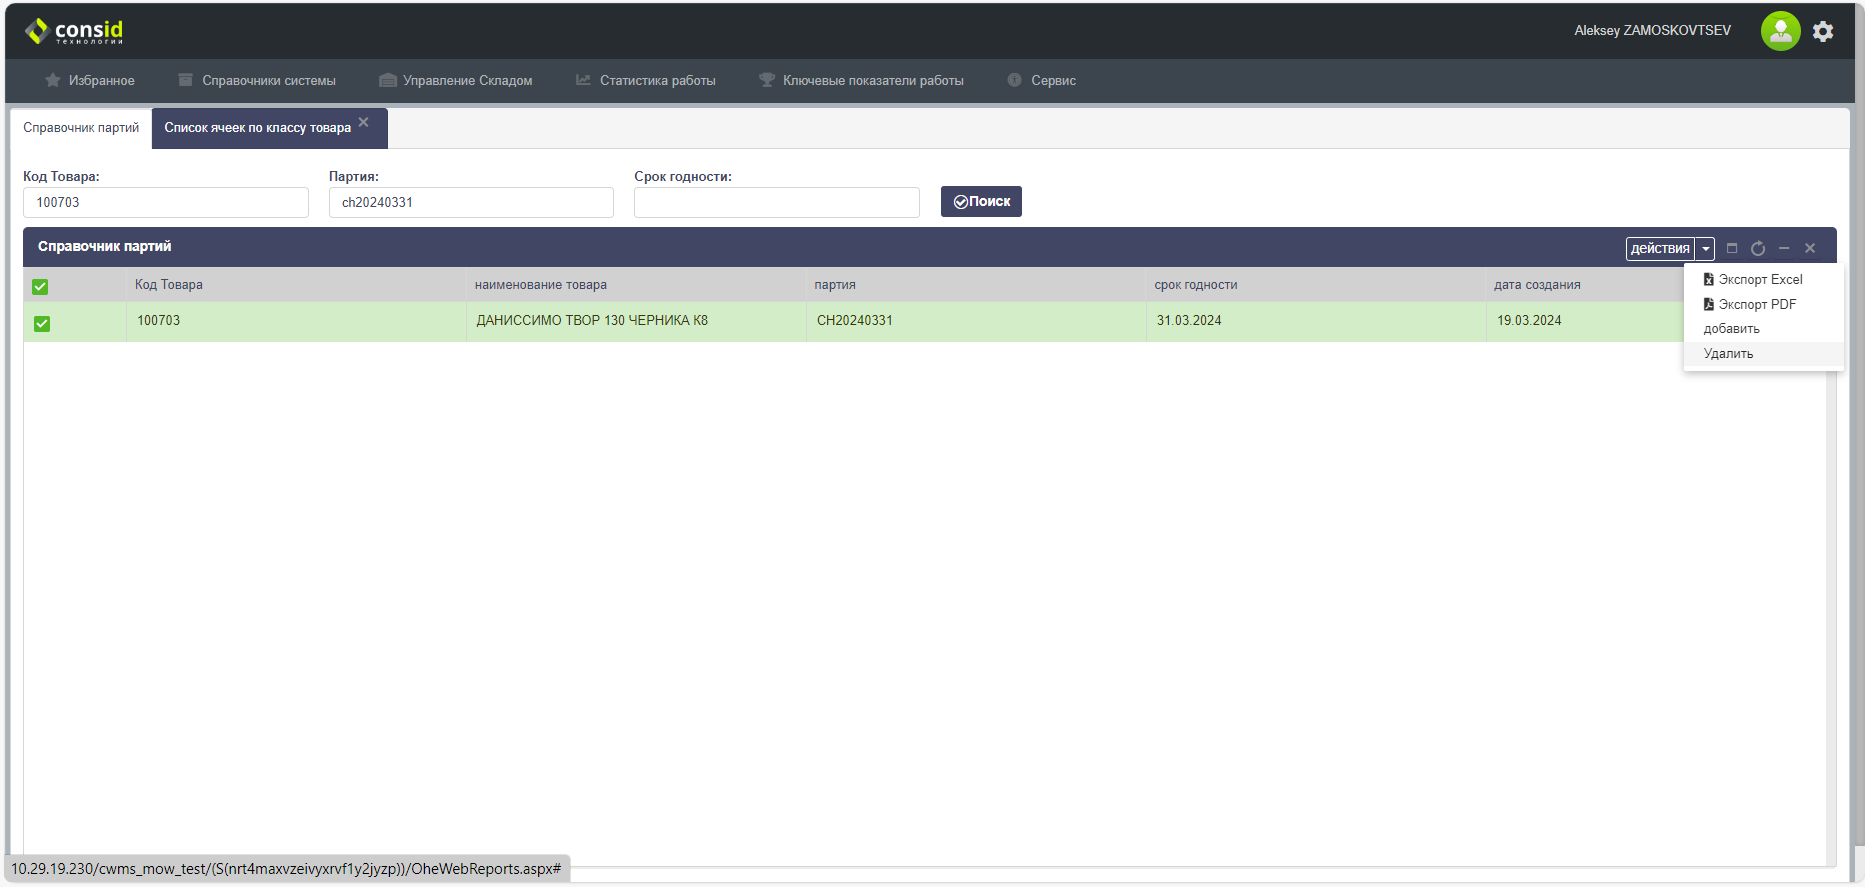 consid
технологии
Aleksey ZAMOSKOVTSEV
Избранное
Справочники системы
Управление Складом
Статистика работы
Ключевые показатели работы
Сервис
Справочник партий
Список ячеек по классу товара
Код Товара:
Партия:
Срок годности:
100703
ch20240331
Поиск
Справочник партий
действия
Код Товара
наименование товара
партия
срок годности
дата создания
100703
ДАНИССИМО ТВОР 130 ЧЕРНИКА К8
CH20240331
31.03.2024
19.03.2024
Экспорт Excel
Экспорт PDF
добавить
Удалить
10.29.19.230/cwms_mow_test/(S(nrt4maxvzeivyxrvf1y2jyzp))/OheWebReports.aspx#